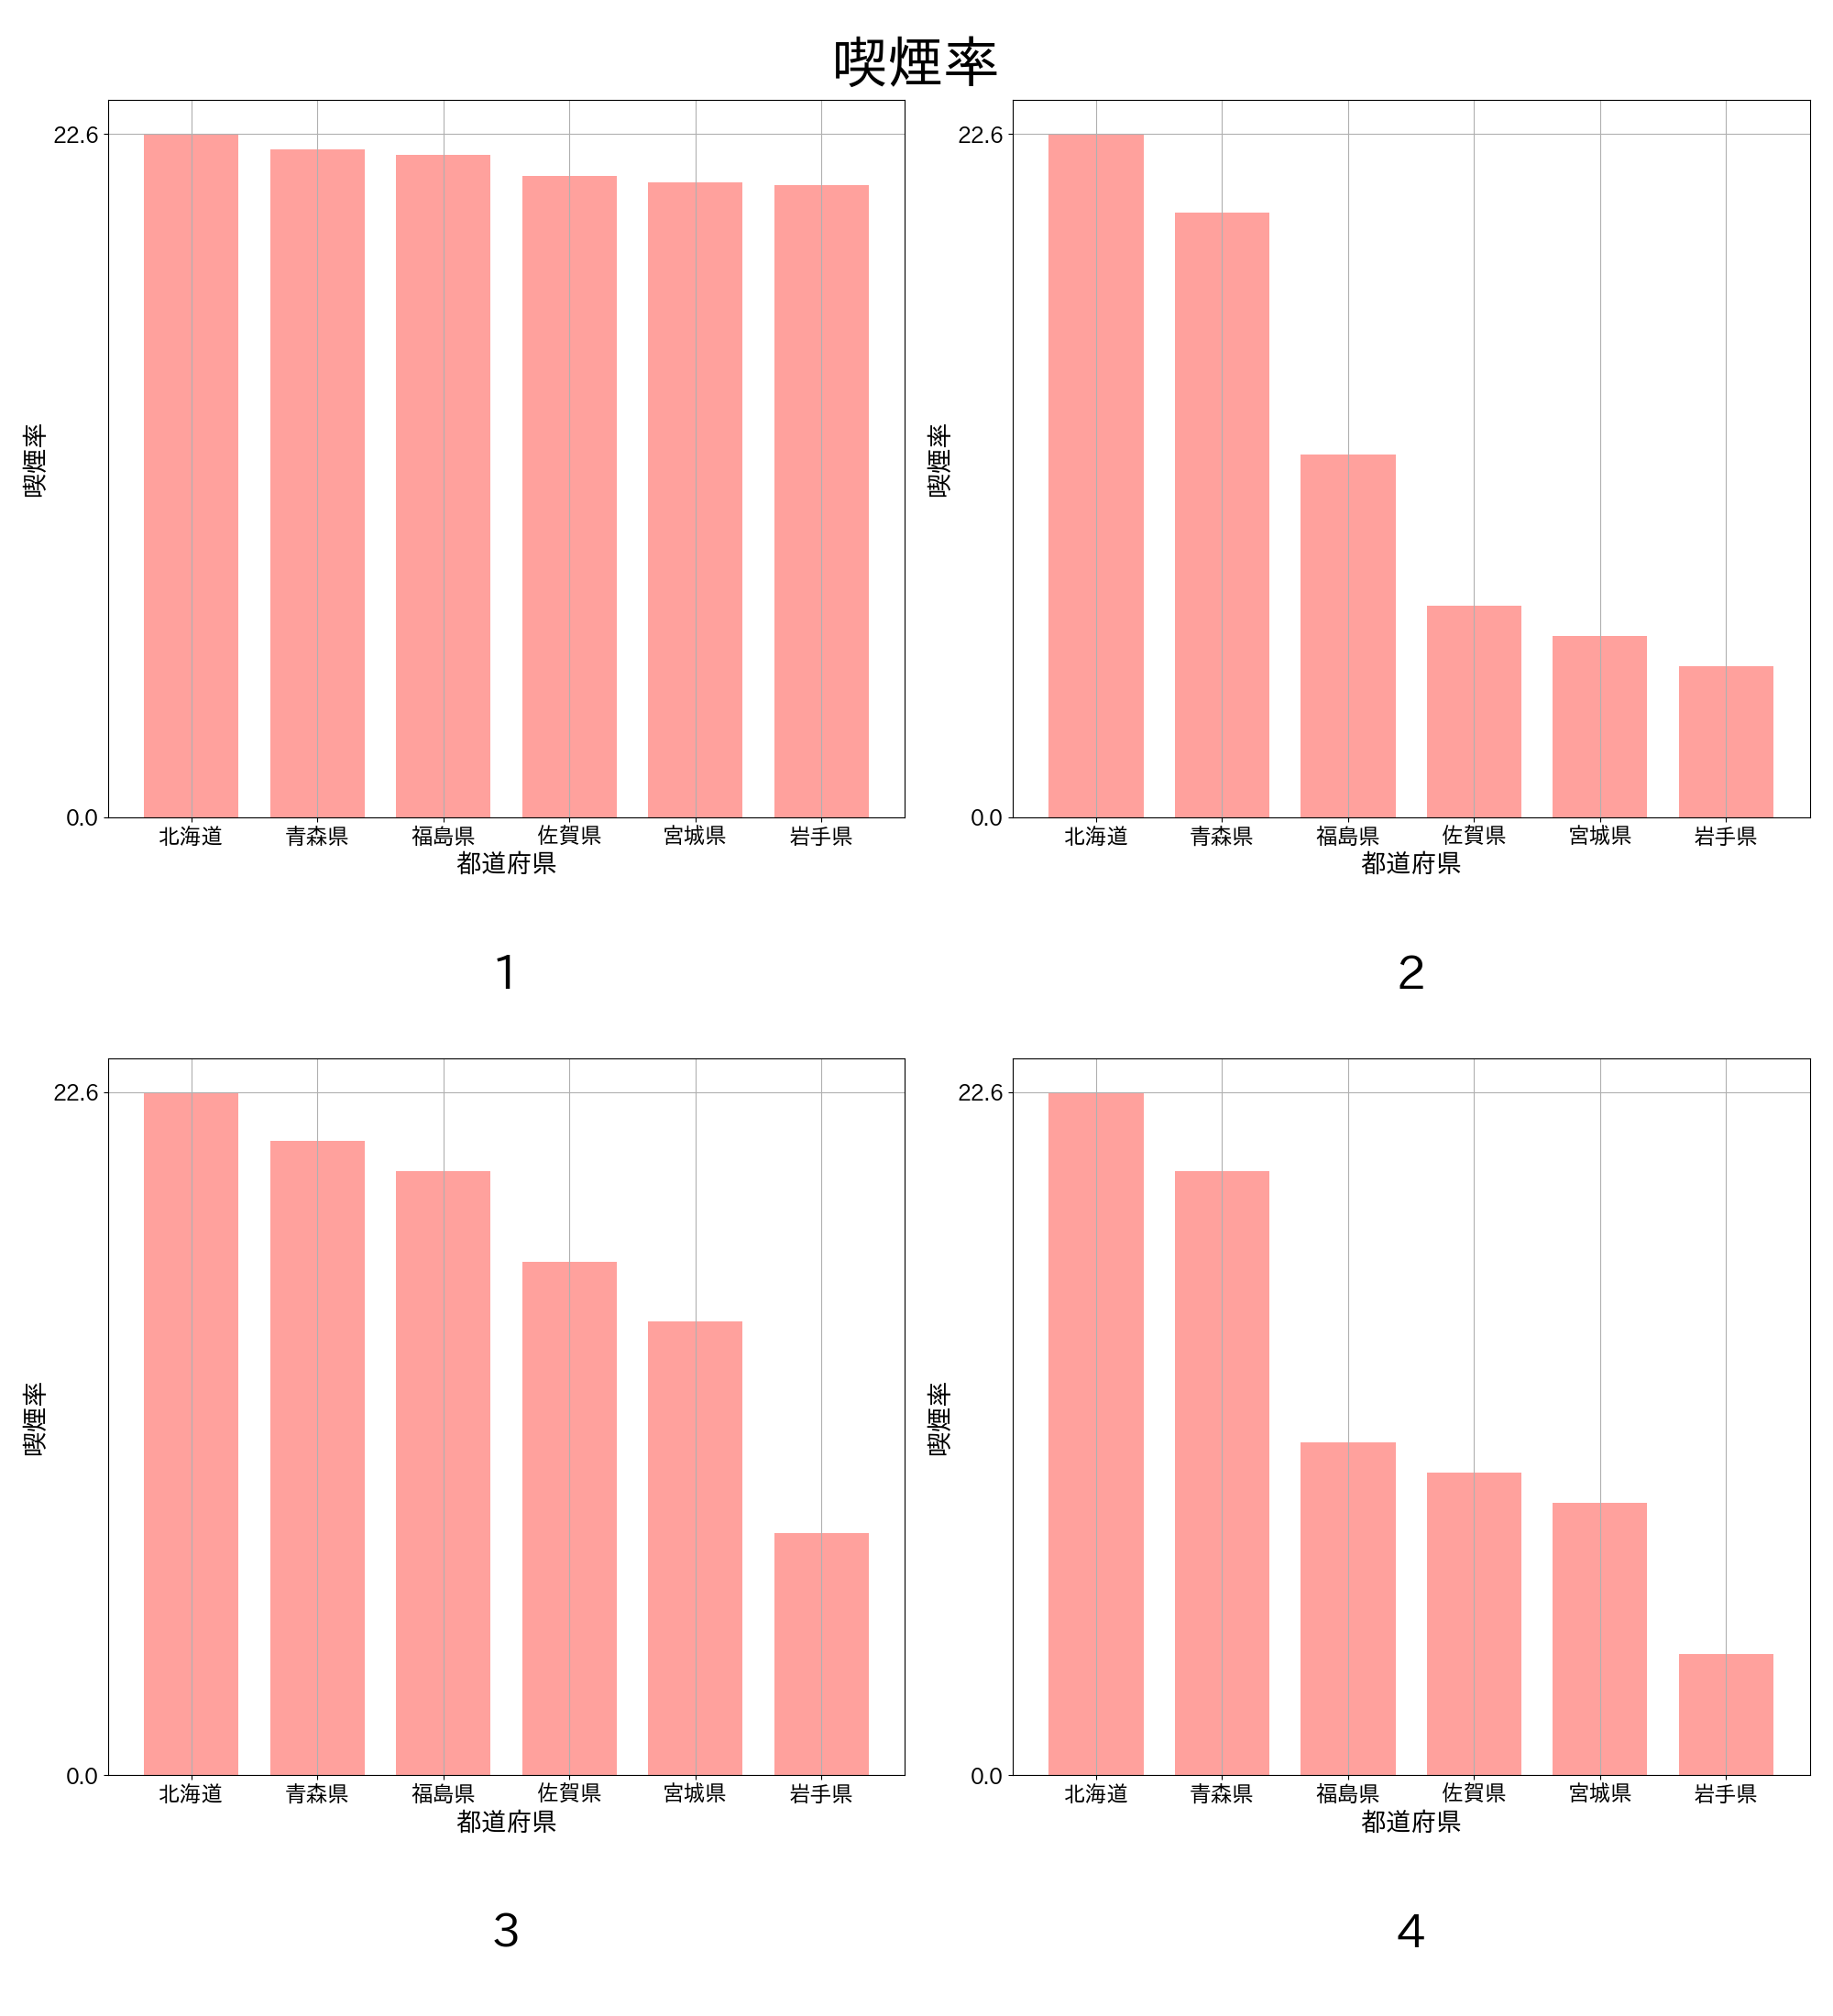 喫煙率
22.6
0.0
喫煙率
北海道 青森県 福島県 佐賀県 宮城県 岩手県
都道府県
1
22.6
0.0
喫煙率
北海道 青森県 福島県 佐賀県 宮城県 岩手県
都道府県
2
22.6
0.0
喫煙率
北海道 青森県 福島県 佐賀県 宮城県 岩手県
都道府県
3
22.6
0.0
喫煙率
北海道 青森県 福島県 佐賀県 宮城県 岩手県
都道府県
4